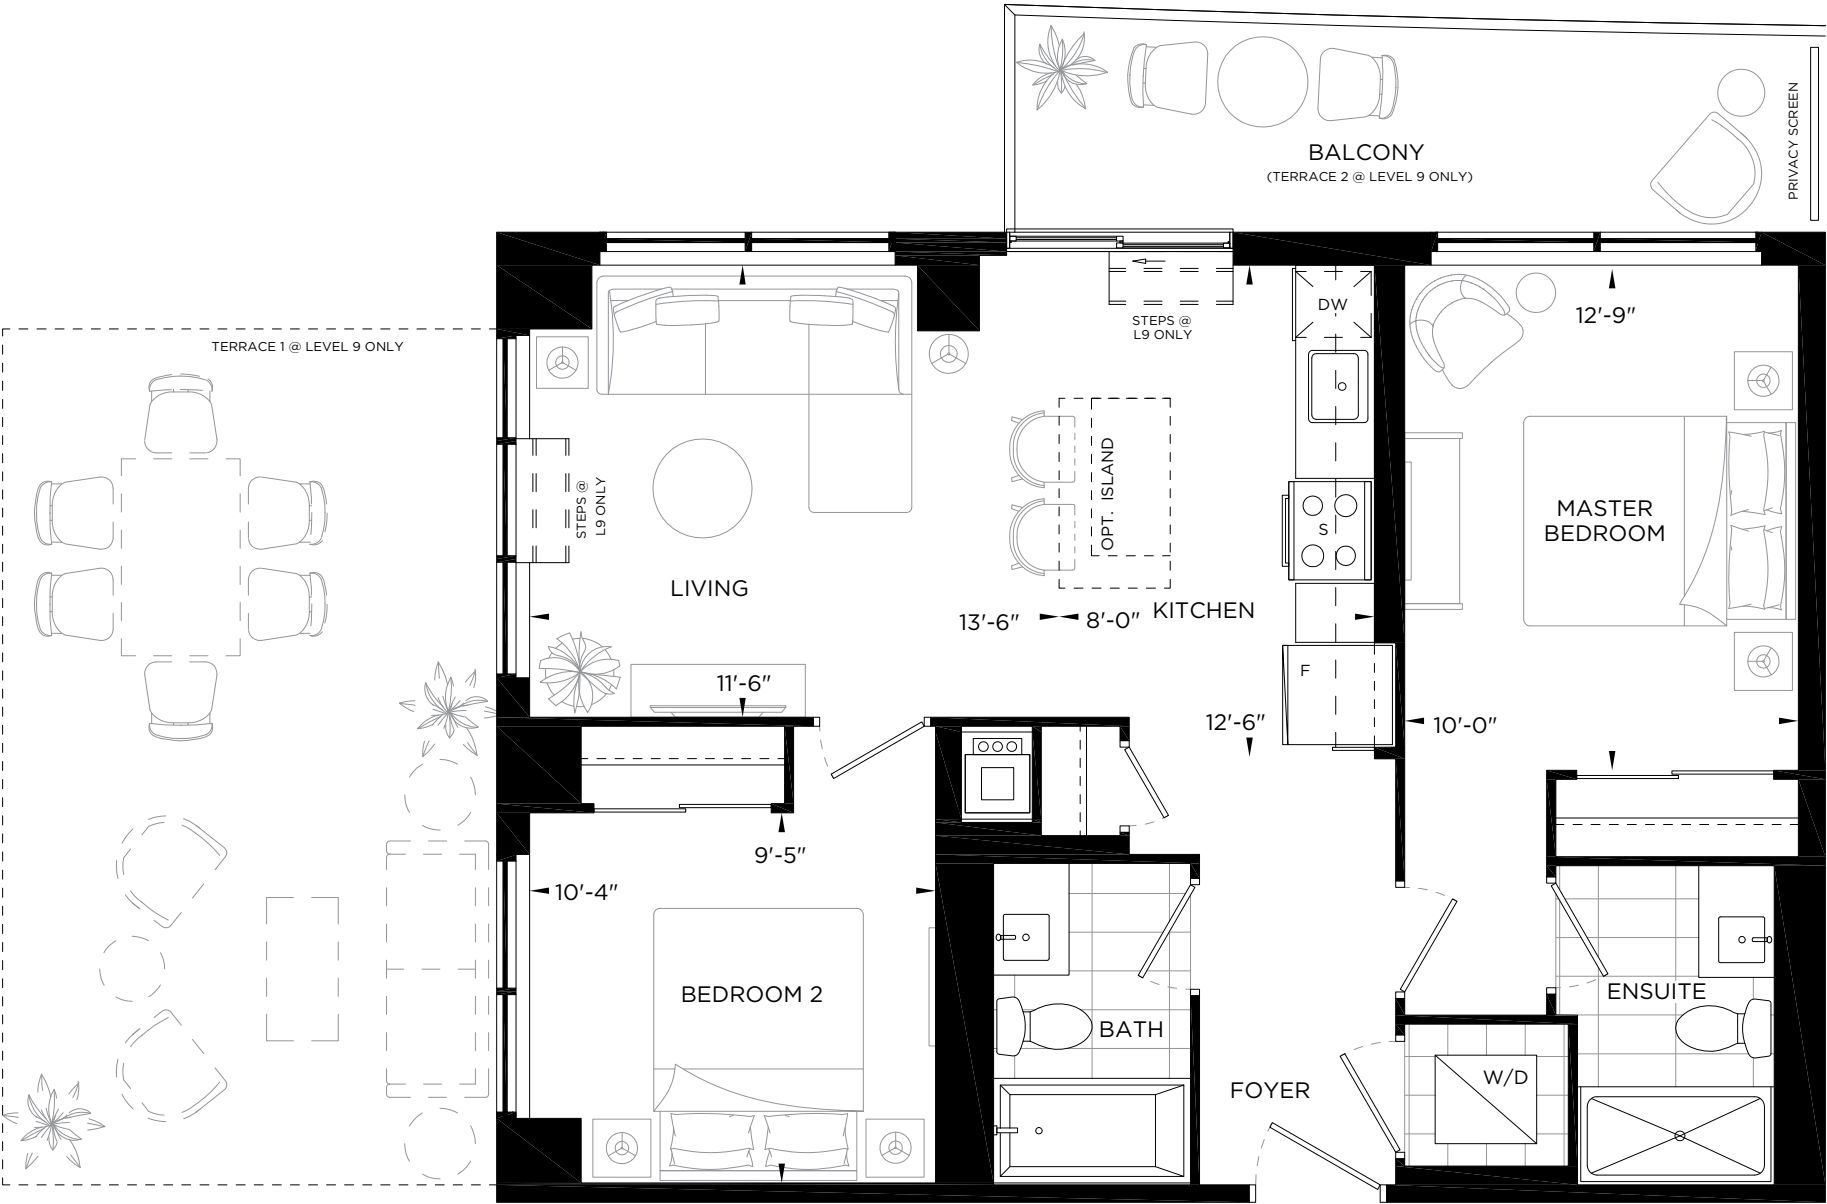 PRIVACY SCREEN
BALCONY
(TERRACE 2 @ LEVEL 9 ONLY)
TERRACE 1 @ LEVEL 9 ONLY
STEPS @
L9 ONLY
DW
12'-9"
STEPS @
L9 ONLY
OPT. ISLAND
S
MASTER
BEDROOM
LIVING
13'-6"
8'-0"
KITCHEN
F
11'-6"
12'-6"
10'-0"
9'-5"
10'-4"
BEDROOM 2
BATH
ENSUITE
W/D
FOYER